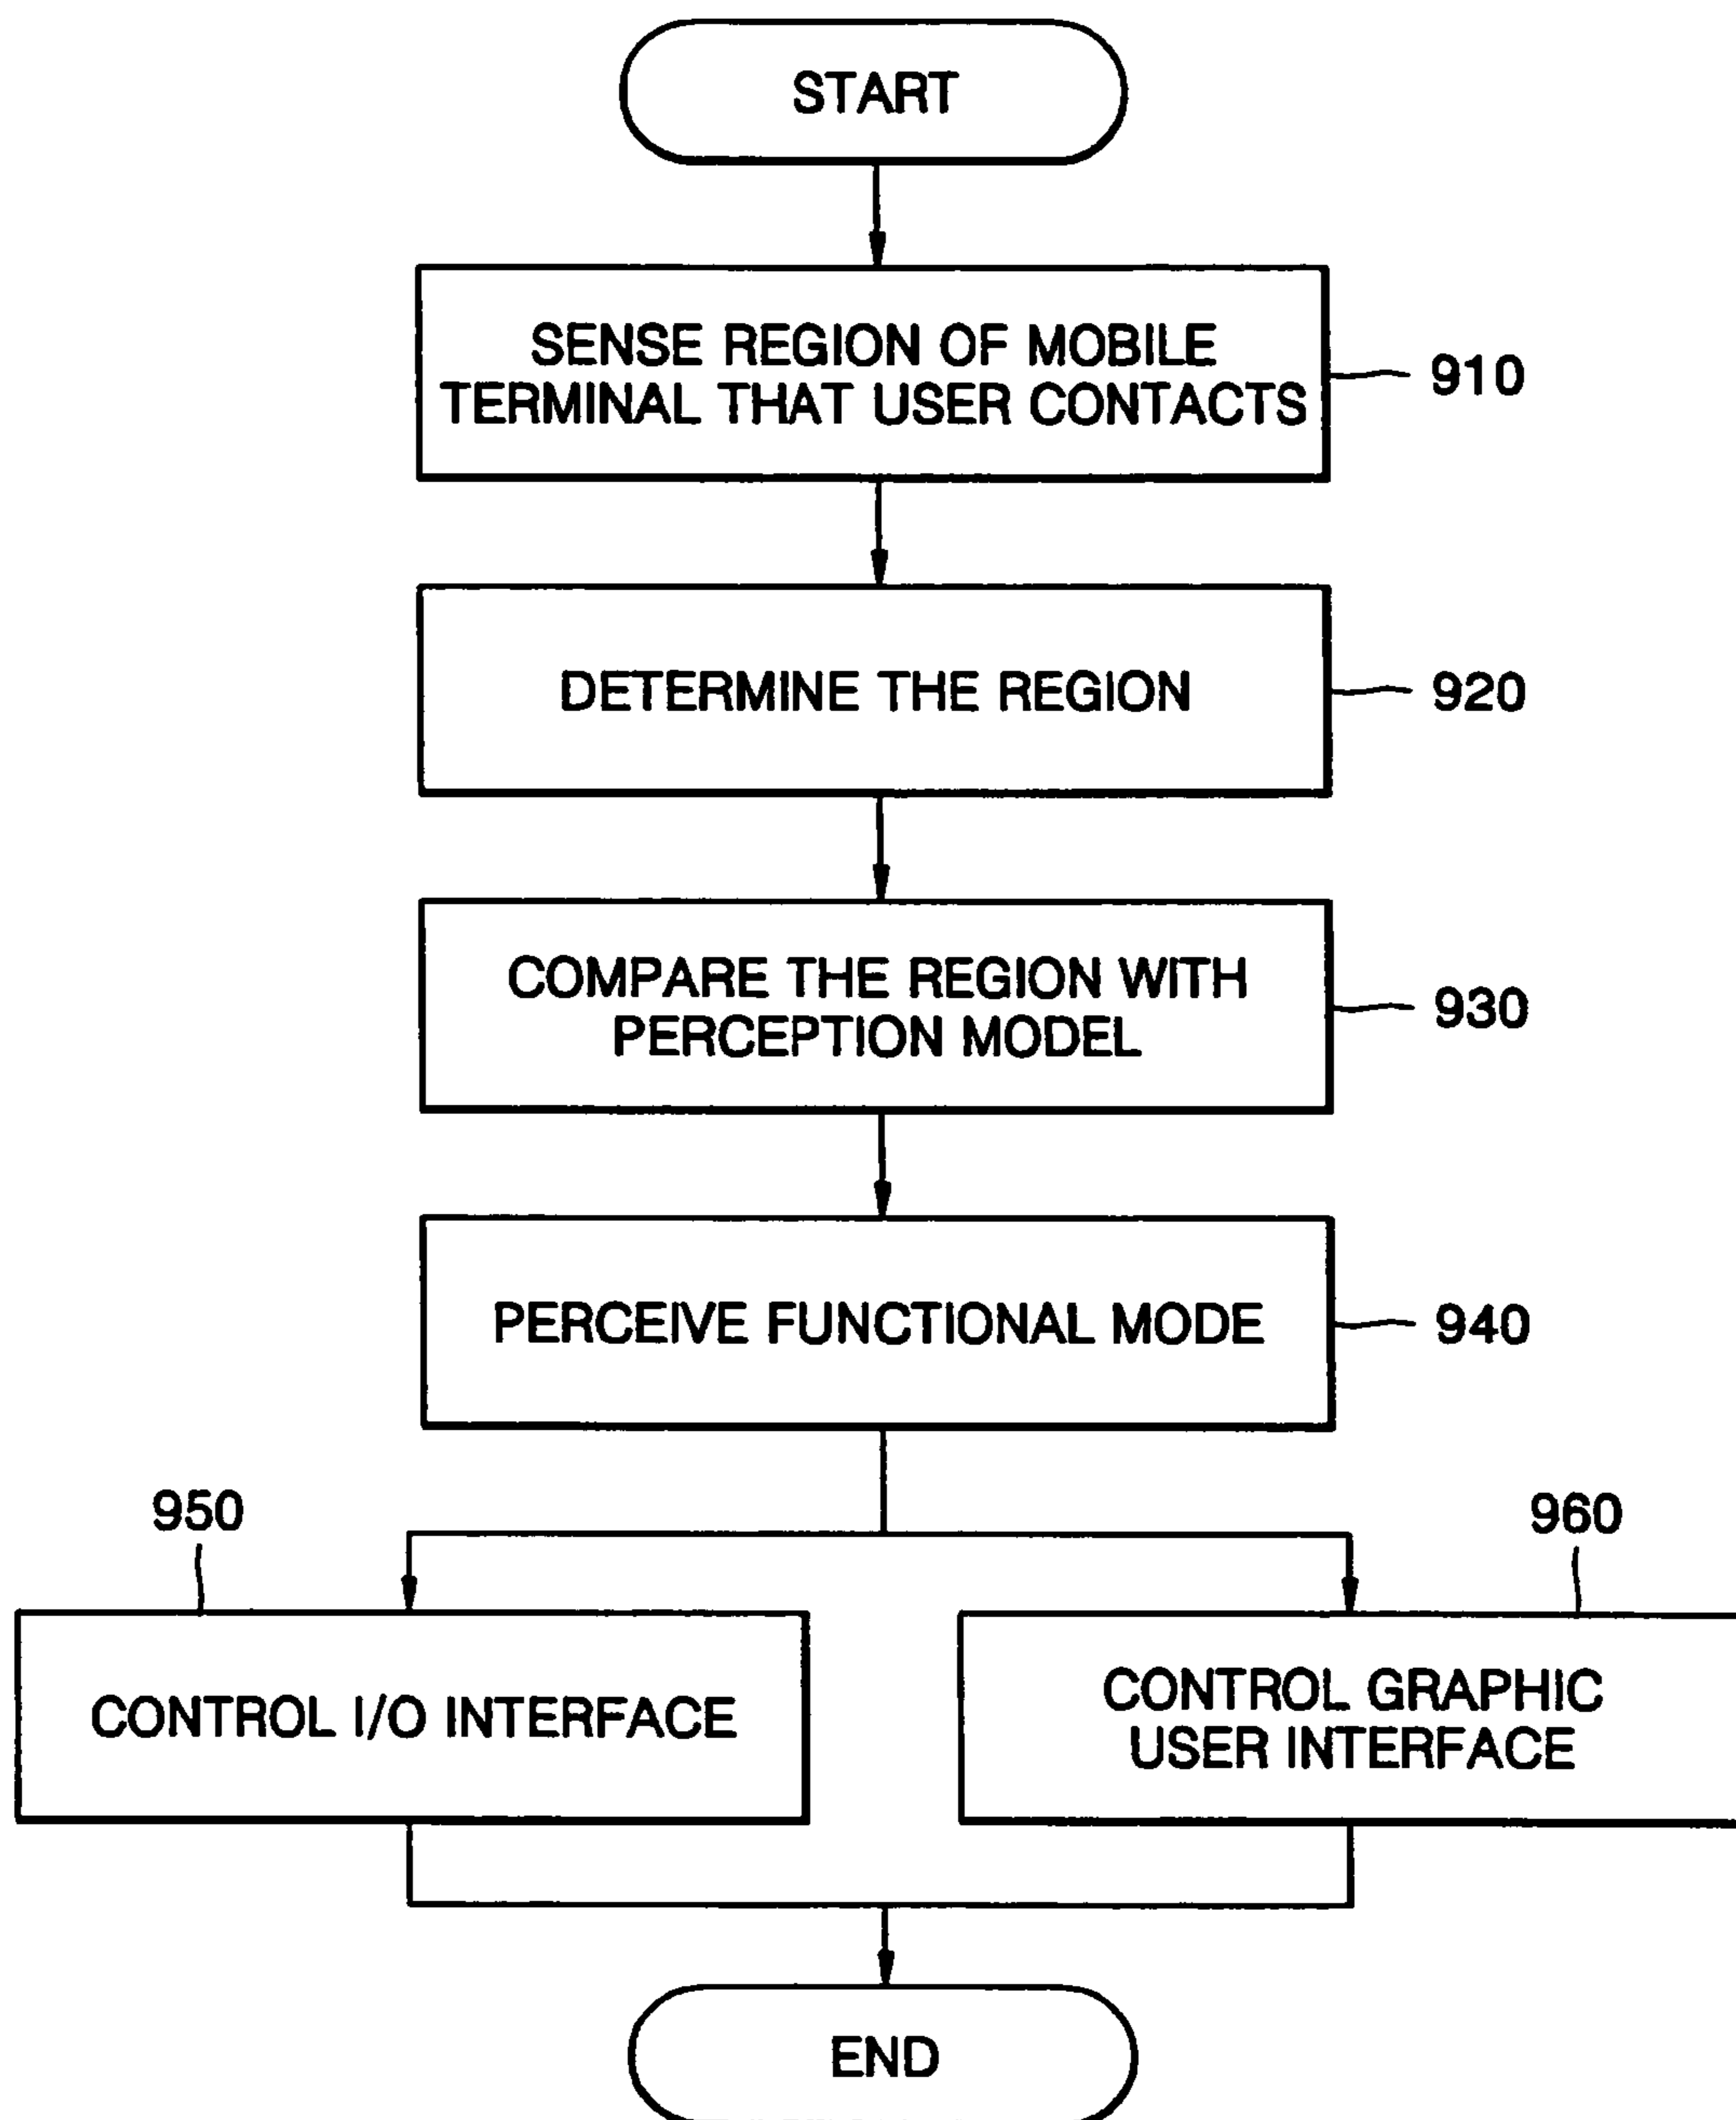 START
SENSE REGION OF MOBILE
TERMINAL THAT USER CONTACTS
910
DETERMINE THE REGION
920
COMPARE THE REGION WITH
PERCEPTION MODEL
930
PERCEIVE FUNCTIONAL MODE
940
950
960
CONTROL I/O INTERFACE
CONTROL GRAPHIC
USER INTERFACE
END